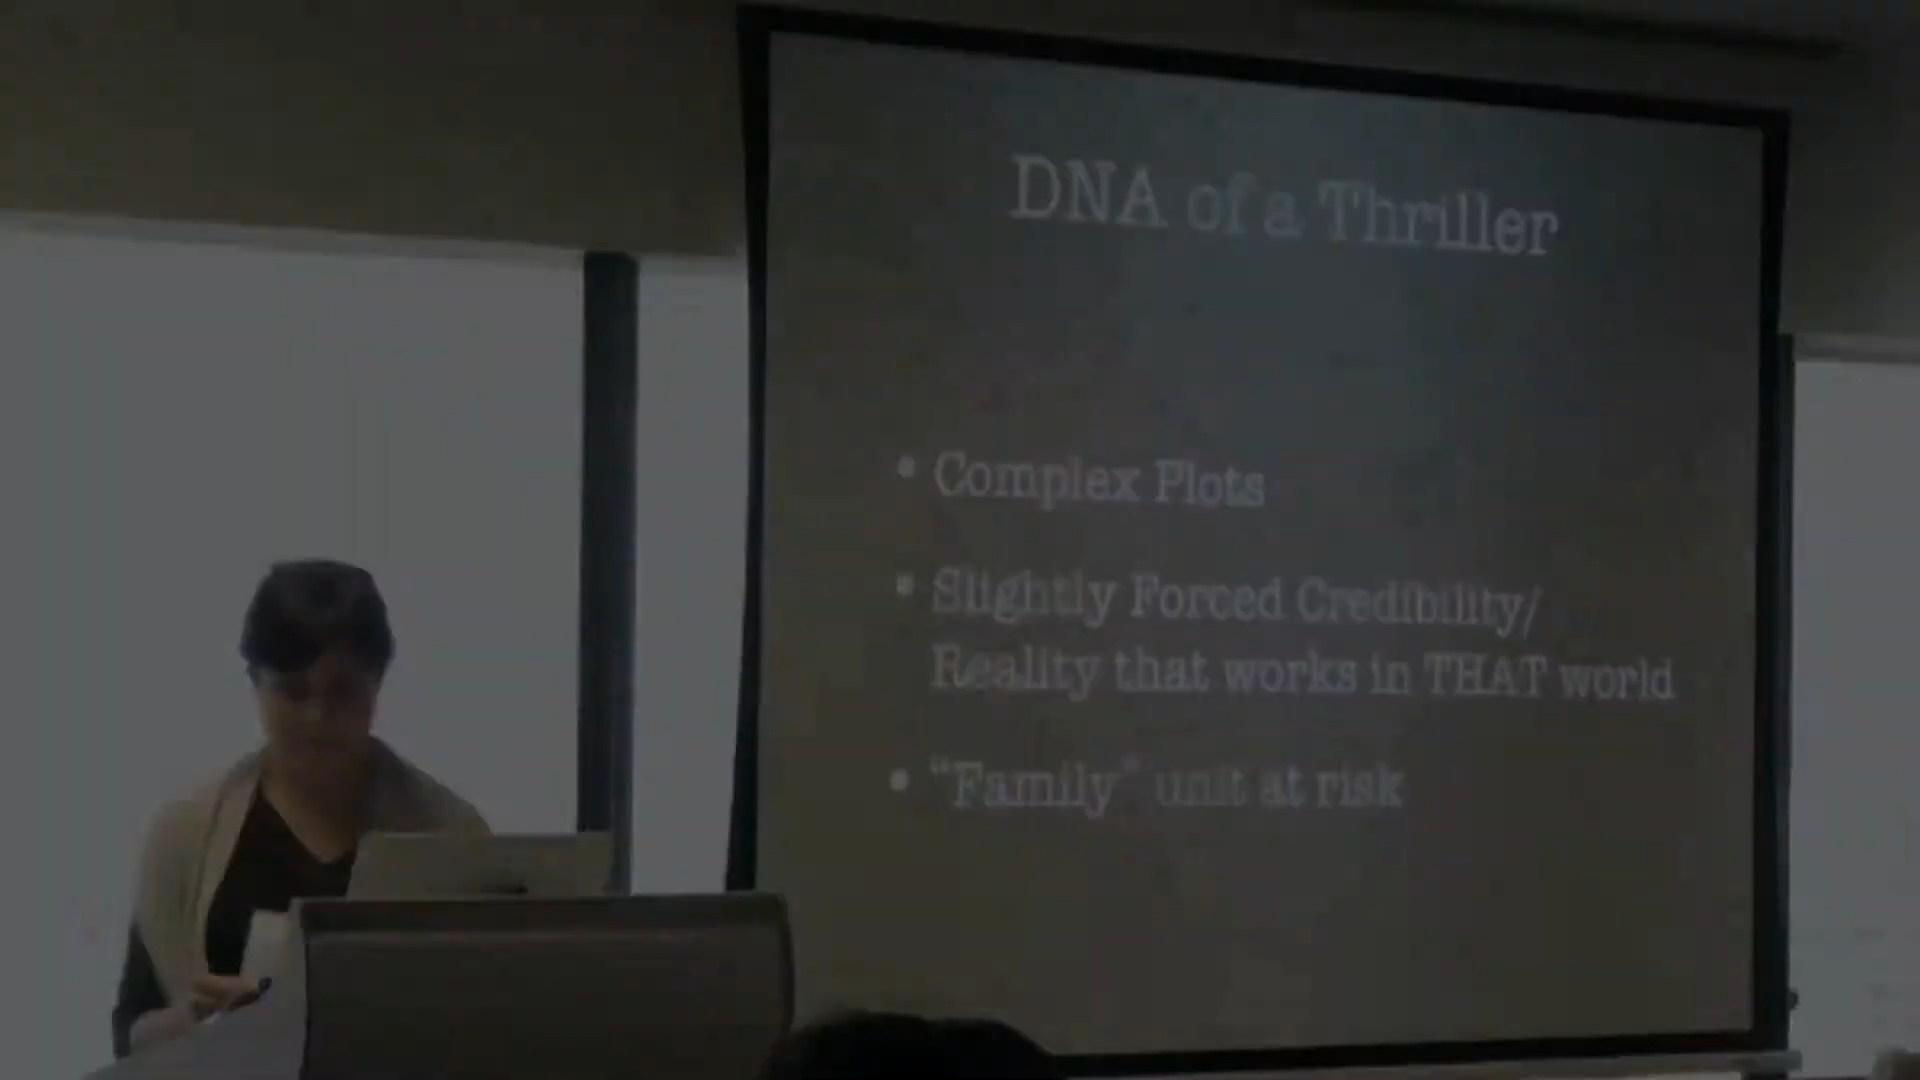 DNA of a Thriller
• Complex Plots
• Slightly Forced Credibility/
Reality that works in THAT world
• “Family” unit at risk